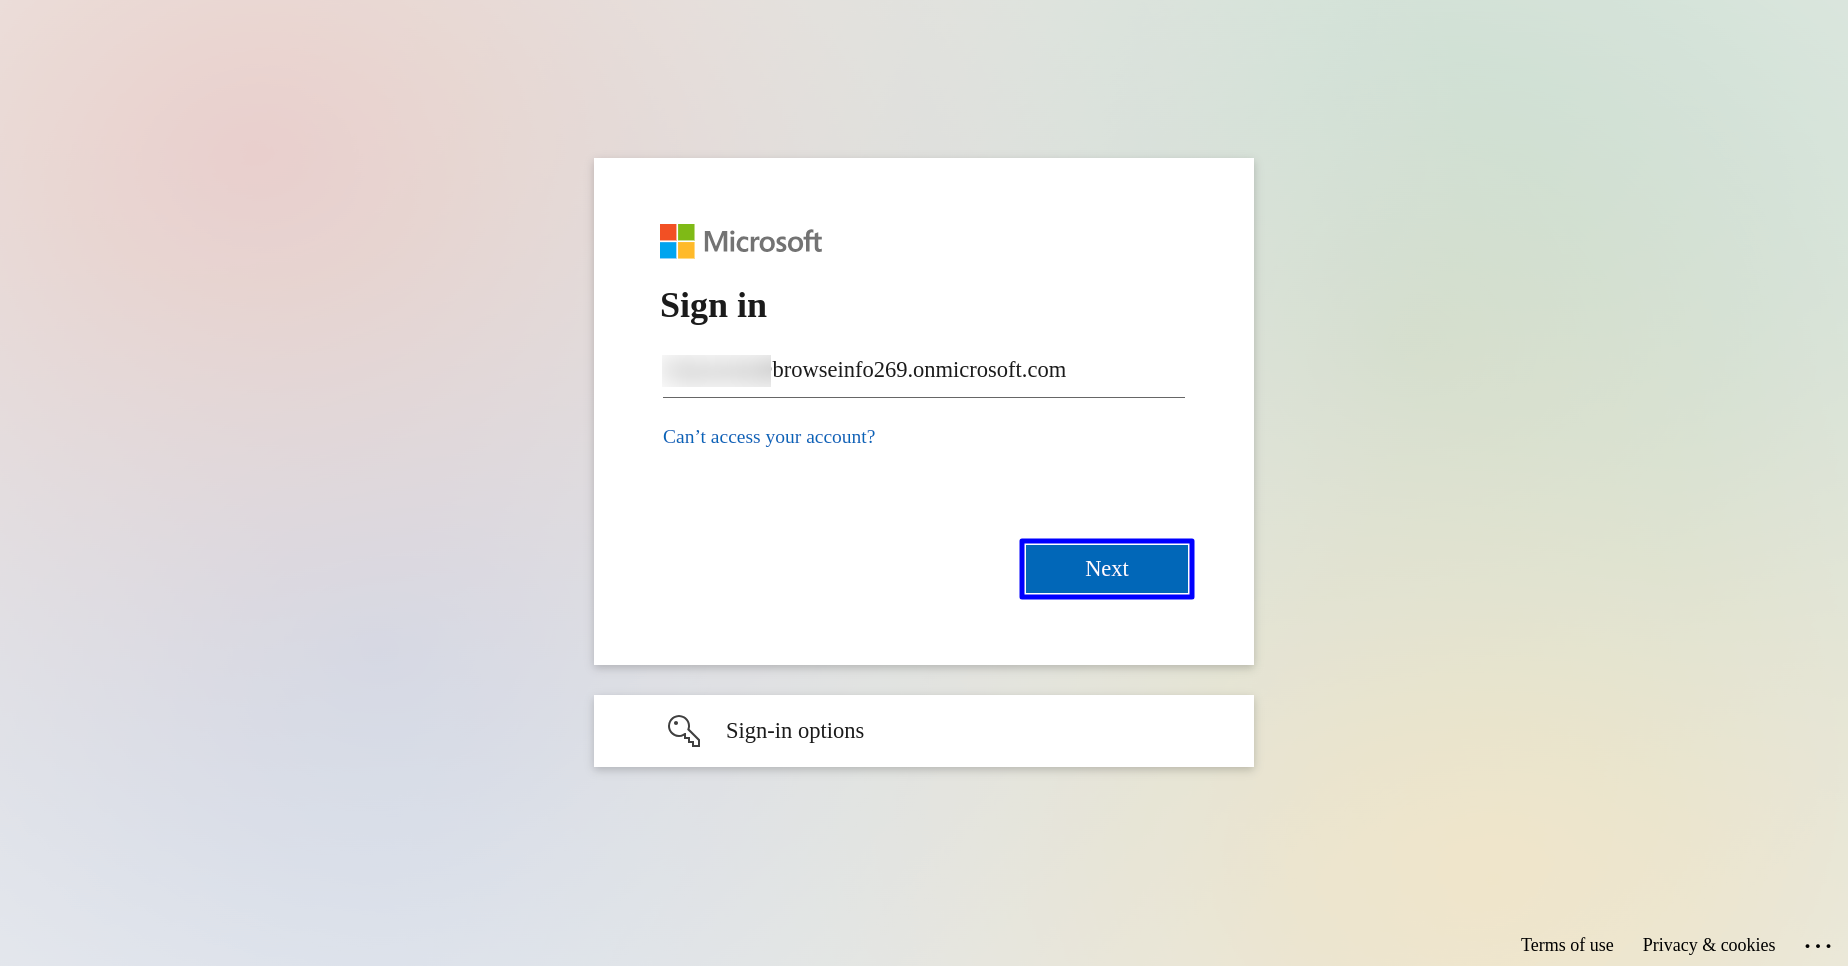 Microsoft
Sign in
browseinfo269.onmicrosoft.com
Can’t access your account?
Next
Sign-in options
Terms of use Privacy & cookies